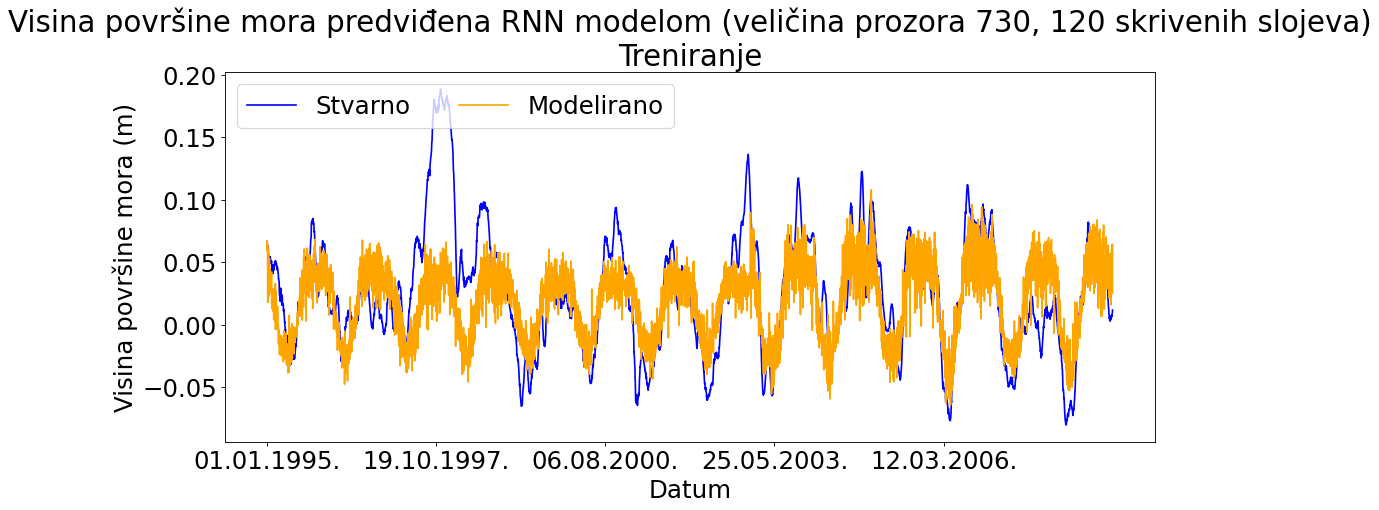 Visina površine mora predviđena RNN modelom (veličina prozora 730, 120 skrivenih slojeva)
Treniranje
Stvarno
Modelirano
Visina površine mora (m)
0.20
0.15
0.10
0.05
0.00
−0.05
01.01.1995.
19.10.1997.
06.08.2000.
25.05.2003.
12.03.2006.
Datum